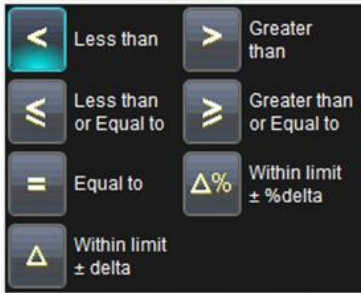 < Less than
> Greater
than
≤ Less than
or Equal to
≥ Greater than
or Equal to
= Equal to
Δ% Within limit
± %delta
Δ Within limit
± delta